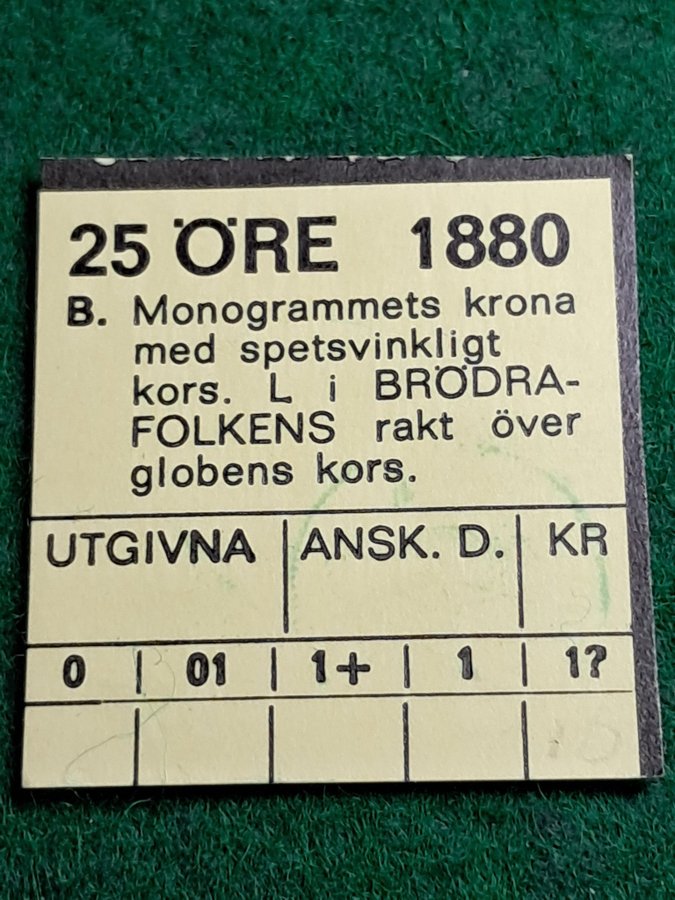 25 ÖRE 1880
B. Monogrammets krona
med spetsvinkligt
kors. L i BRÖDRA-
FOLKENS rakt över
globens kors.
UTGIVNA | ANSK. D. | KR
0 | 01 | 1+ | 1 | 1?